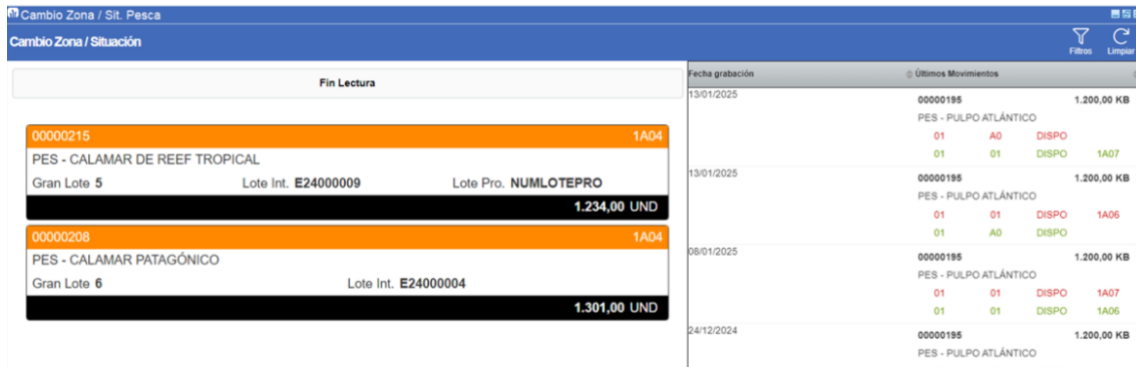 Cambio Zona / Sit. Pesca
Cambio Zona / Situación
Filtros
Limpiar
Fin Lectura
00000215 1A04
PES - CALAMAR DE REEF TROPICAL
Gran Lote 5 Lote Int. E24000009 Lote Pro. NUMLOTEPRO
1.234,00 UND
00000208 1A04
PES - CALAMAR PATAGÓNICO
Gran Lote 6 Lote Int. E24000004
1.301,00 UND
Fecha grabación Últimos Movimientos
13/01/2025 00000195 1.200,00 KB
PES - PULPO ATLÁNTICO
01 A0 DISPO
01 01 DISPO 1A07
13/01/2025 00000195 1.200,00 KB
PES - PULPO ATLÁNTICO
01 01 DISPO 1A06
01 A0 DISPO
08/01/2025 00000195 1.200,00 KB
PES - PULPO ATLÁNTICO
01 01 DISPO 1A07
01 01 DISPO 1A06
24/12/2024 00000195 1.200,00 KB
PES - PULPO ATLÁNTICO